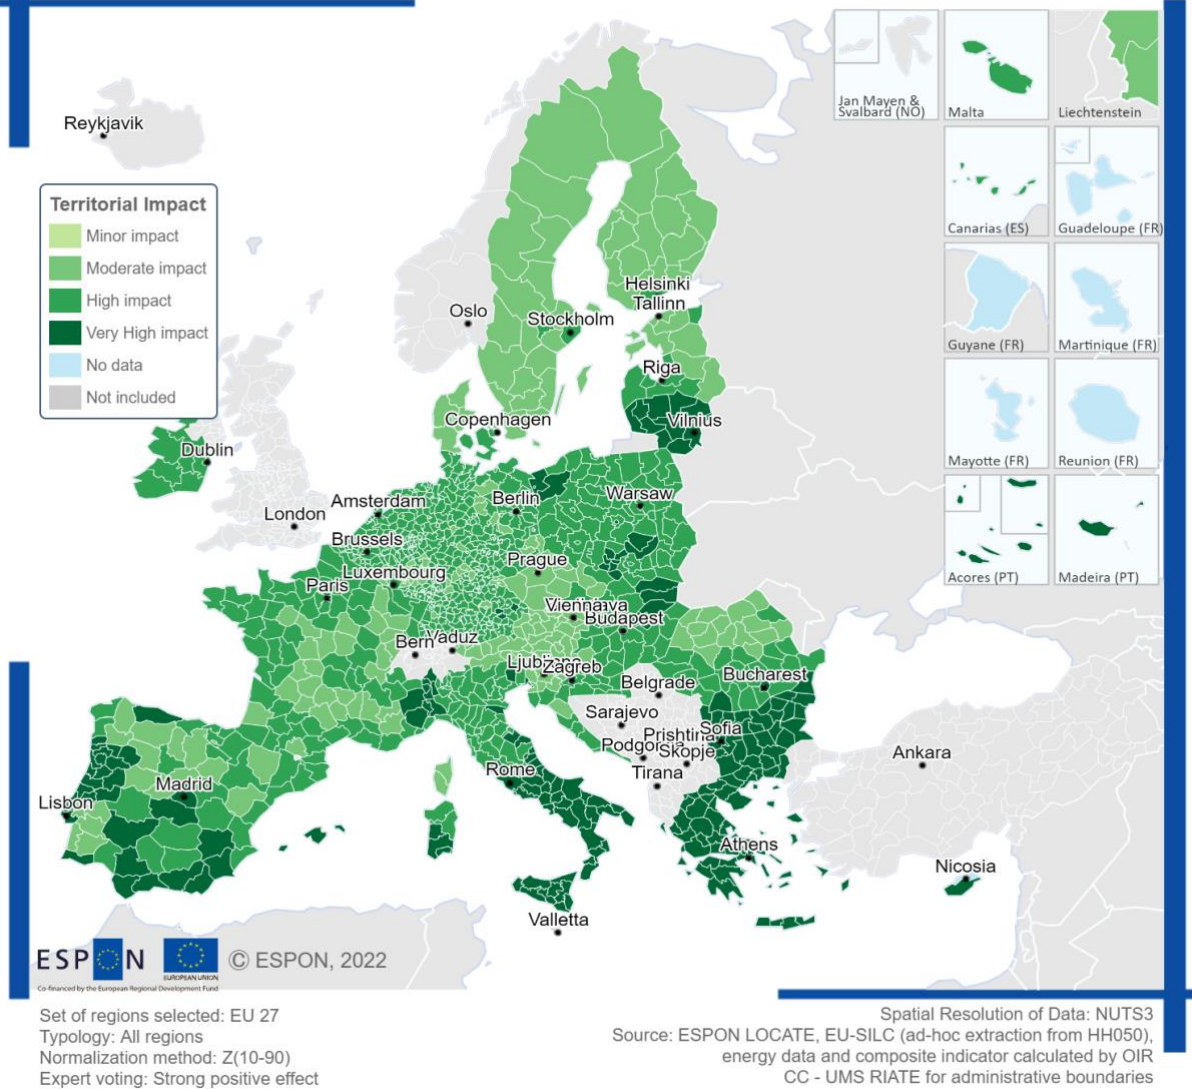 Reykjavik
Territorial Impact
Minor impact
Moderate impact
High impact
Very High impact
No data
Not included
Jan Mayen &
Svalbard (NO)
Malta
Liechtenstein
Canarias (ES)
Guadeloupe (FR)
Guyane (FR)
Martinique (FR)
Mayotte (FR)
Reunion (FR)
Acores (PT)
Madeira (PT)
Helsinki
Tallinn
Oslo
Stockholm
Riga
Copenhagen
Vilnius
Dublin
Amsterdam
Berlin
Warsaw
London
Brussels
Prague
Luxembourg
Paris
Budapest
Bern
Vaduz
Zagreb
Bucharest
Belgrade
Sarajevo
Sofia
Prishtina
Skopje
Ankara
Rome
Tirana
Madrid
Lisbon
Athens
Nicosia
Valletta
ESPON
EUROPEAN UNION
© ESPON, 2022
Co-financed by the European Regional Development Fund
Set of regions selected: EU 27
Typology: All regions
Normalization method: Z(10-90)
Expert voting: Strong positive effect
Spatial Resolution of Data: NUTS3
Source: ESPON LOCATE, EU-SILC (ad-hoc extraction from HH050),
energy data and composite indicator calculated by OIR
CC - UMS RIATE for administrative boundaries